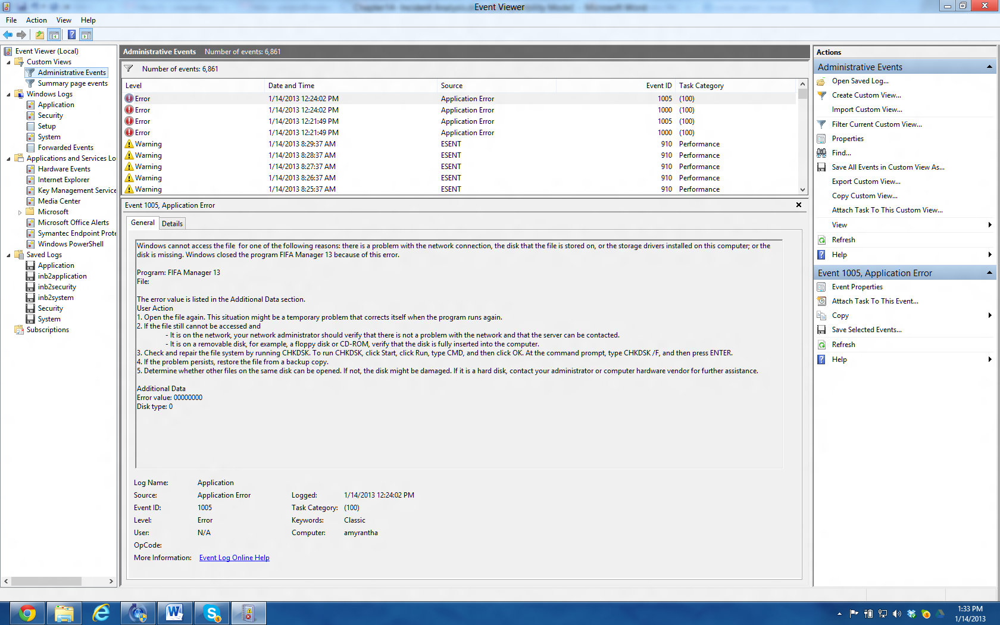 Event Viewer
File Action View Help
Event Viewer (Local)
Custom Views
Administrative Events
Summary page events
Windows Logs
Application
Security
Setup
System
Forwarded Events
Applications and Services Lo
Hardware Events
Internet Explorer
Key Management Service
Media Center
Microsoft
Microsoft Office Alerts
Symantec Endpoint Prote
Windows PowerShell
Saved Logs
Application
inb2application
inb2security
inb2system
Security
System
Subscriptions
Administrative Events Number of events: 6,861
Number of events: 6,861
Level Date and Time Source Event ID Task Category
Error 1/14/2013 12:24:02 PM Application Error 1005 (100)
Error 1/14/2013 12:24:02 PM Application Error 1000 (100)
Error 1/14/2013 12:21:49 PM Application Error 1005 (100)
Error 1/14/2013 12:21:49 PM Application Error 1000 (100)
Warning 1/14/2013 8:29:37 AM ESENT 910 Performance
Warning 1/14/2013 8:28:37 AM ESENT 910 Performance
Warning 1/14/2013 8:27:37 AM ESENT 910 Performance
Warning 1/14/2013 8:26:37 AM ESENT 910 Performance
Warning 1/14/2013 8:25:37 AM ESENT 910 Performance
Event 1005, Application Error
General Details
Windows cannot access the file for one of the following reasons: there is a problem with the network connection, the disk that the file is stored on, or the storage drivers installed on this computer; or the
disk is missing. Windows closed the program FIFA Manager 13 because of this error.
Program: FIFA Manager 13
File:
The error value is listed in the Additional Data section.
User Action
1. Open the file again. This situation might be a temporary problem that corrects itself when the program runs again.
2. If the file still cannot be accessed and
- It is on the network, your network administrator should verify that there is not a problem with the network and that the server can be contacted.
- It is on a removable disk, for example, a floppy disk or CD-ROM, verify that the disk is fully inserted into the computer.
3. Check and repair the file system by running CHKDSK. To run CHKDSK, click Start, click Run, type CMD, and then click OK. At the command prompt, type CHKDSK /F, and then press ENTER.
4. If the problem persists, restore the file from a backup copy.
5. Determine whether other files on the same disk can be opened. If not, the disk might be damaged. If it is a hard disk, contact your administrator or computer hardware vendor for further assistance.
Additional Data
Error value: 00000000
Disk type: 0
Log Name: Application
Source: Application Error Logged: 1/14/2013 12:24:02 PM
Event ID: 1005 Task Category: (100)
Level: Error Keywords: Classic
User: N/A Computer: amyrantha
OpCode:
More Information: Event Log Online Help
Actions
Administrative Events
Open Saved Log...
Create Custom View...
Import Custom View...
Filter Current Custom View...
Properties
Find...
Save All Events in Custom View As...
Export Custom View...
Copy Custom View...
Attach Task To This Custom View...
View
Refresh
Help
Event 1005, Application Error
Event Properties
Attach Task To This Event...
Copy
Save Selected Events...
Refresh
Help
1:33 PM
1/14/2013